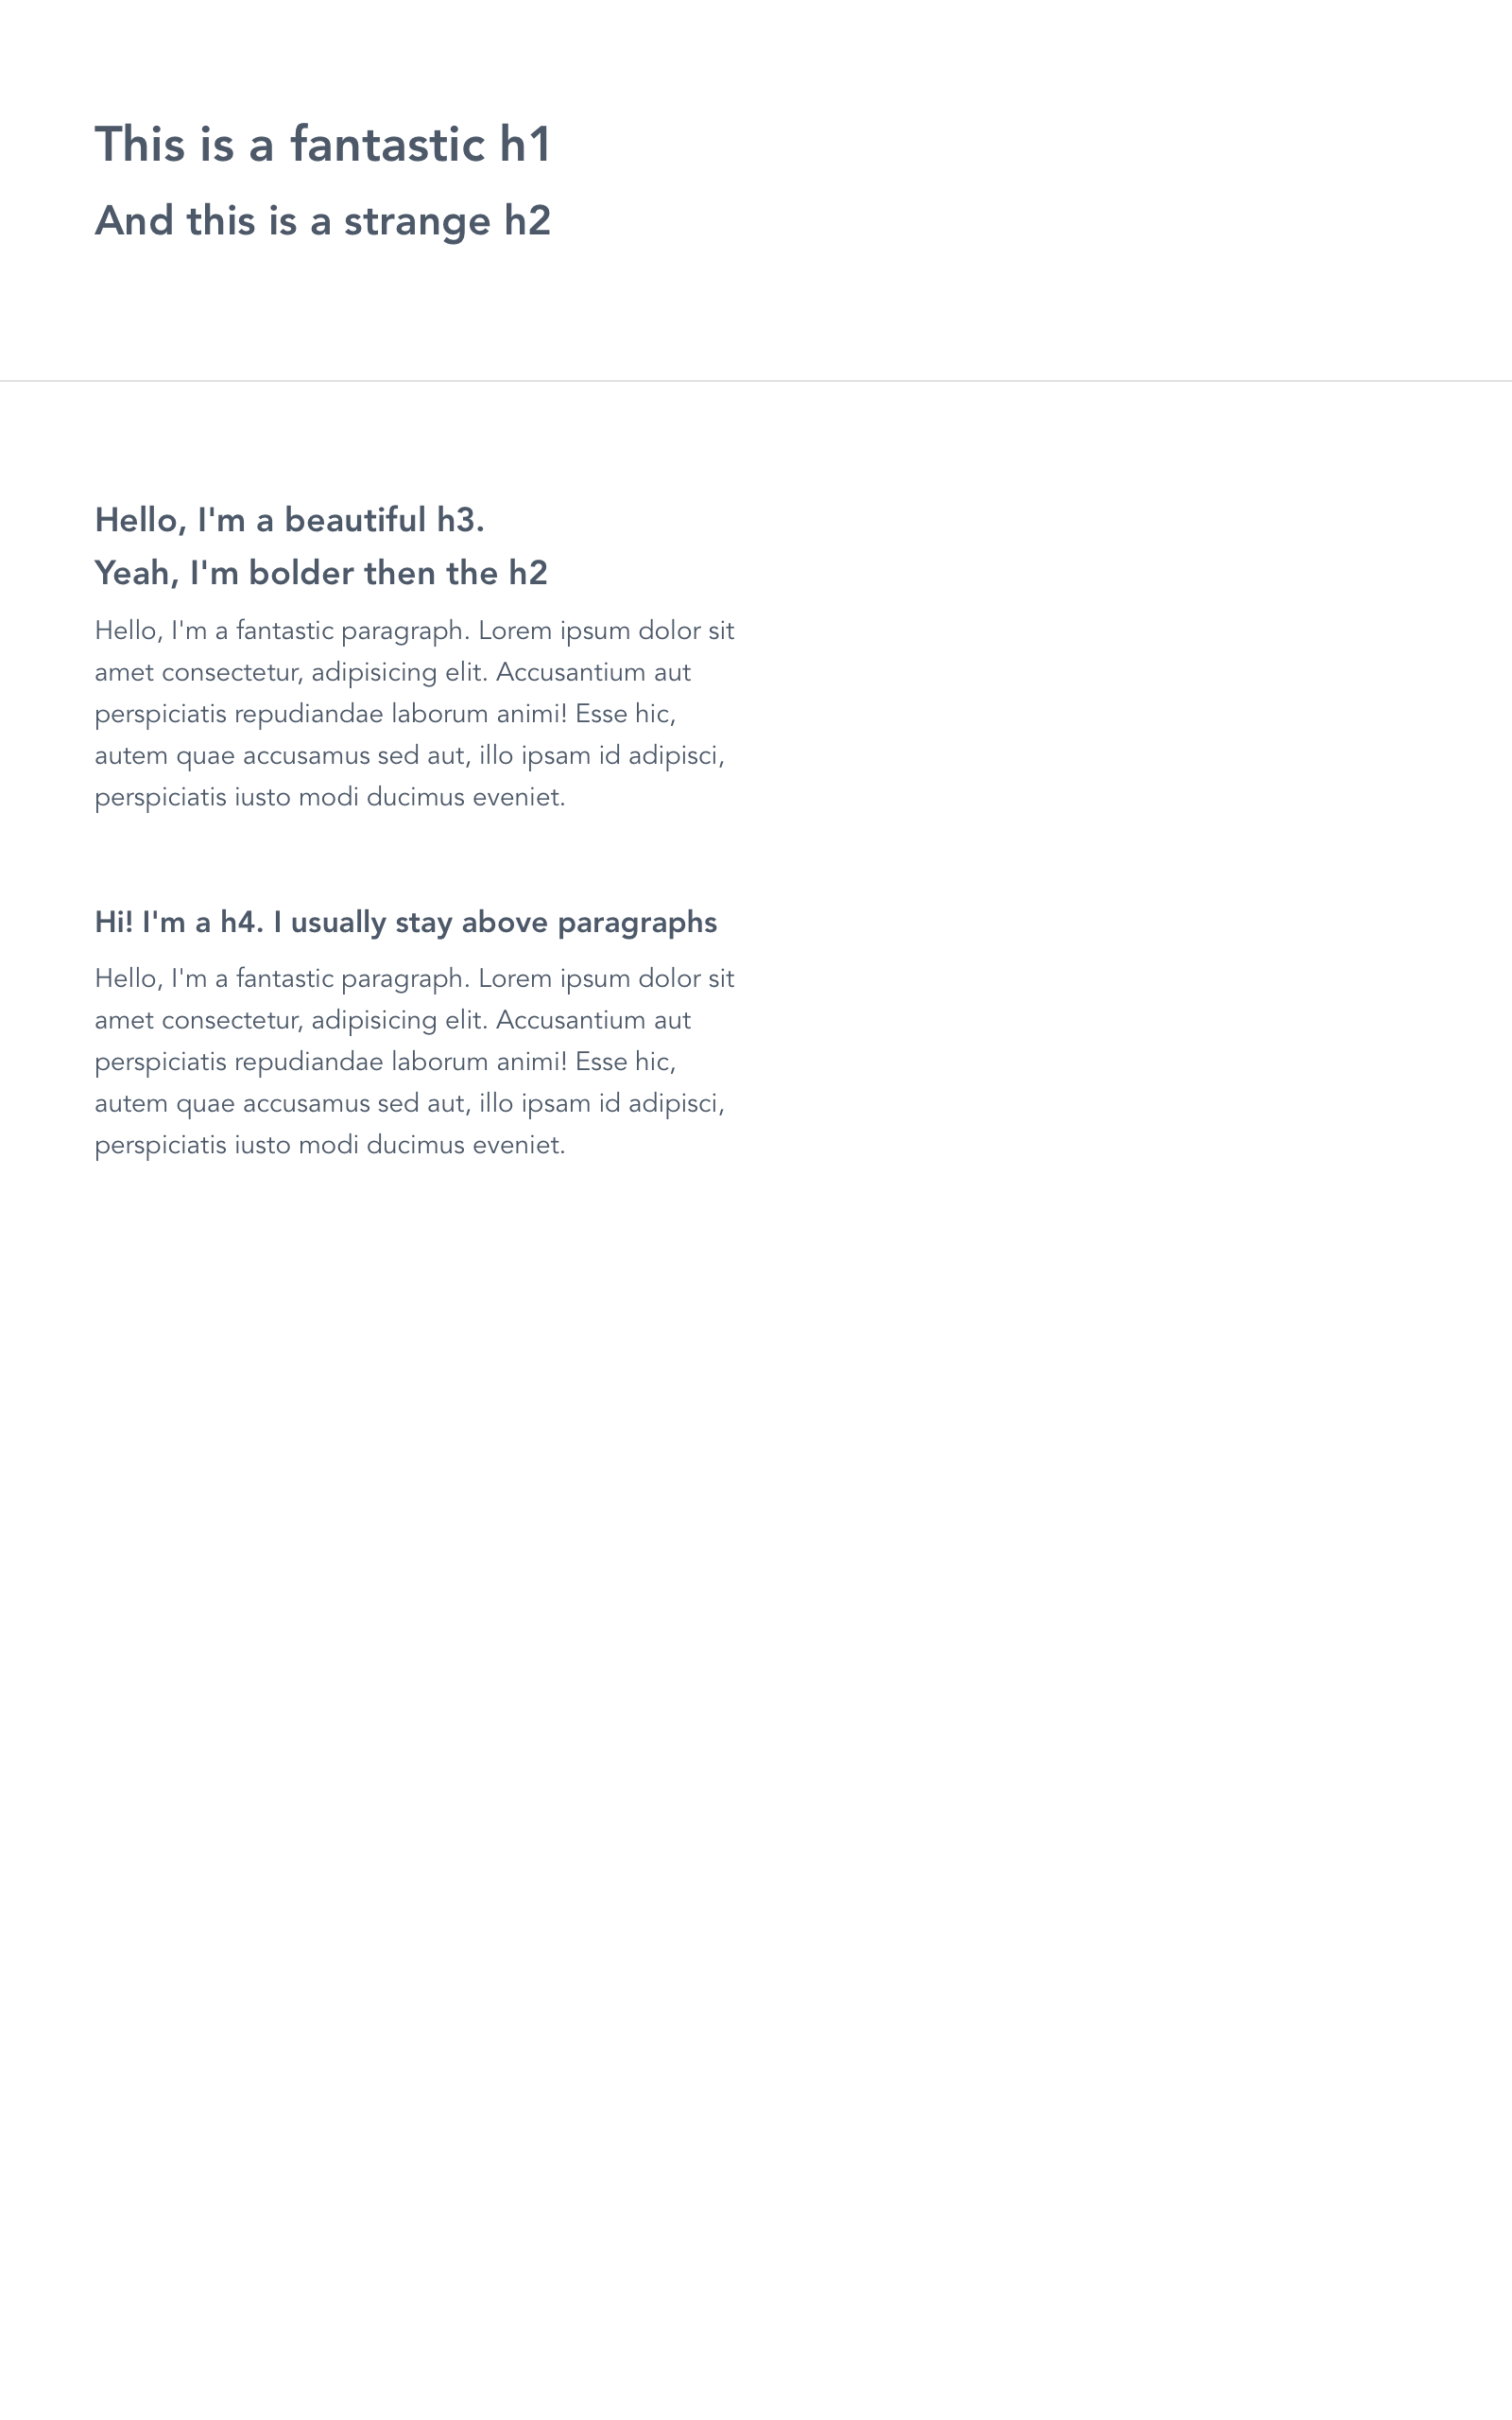 This is a fantastic h1
And this is a strange h2
Hello, I'm a beautiful h3.
Yeah, I'm bolder then the h2
Hello, I'm a fantastic paragraph. Lorem ipsum dolor sit
amet consectetur, adipisicing elit. Accusantium aut
perspiciatis repudiandae laborum animi! Esse hic,
autem quae accusamus sed aut, illo ipsam id adipisci,
perspiciatis iusto modi ducimus eveniet.
Hi! I'm a h4. I usually stay above paragraphs
Hello, I'm a fantastic paragraph. Lorem ipsum dolor sit
amet consectetur, adipisicing elit. Accusantium aut
perspiciatis repudiandae laborum animi! Esse hic,
autem quae accusamus sed aut, illo ipsam id adipisci,
perspiciatis iusto modi ducimus eveniet.